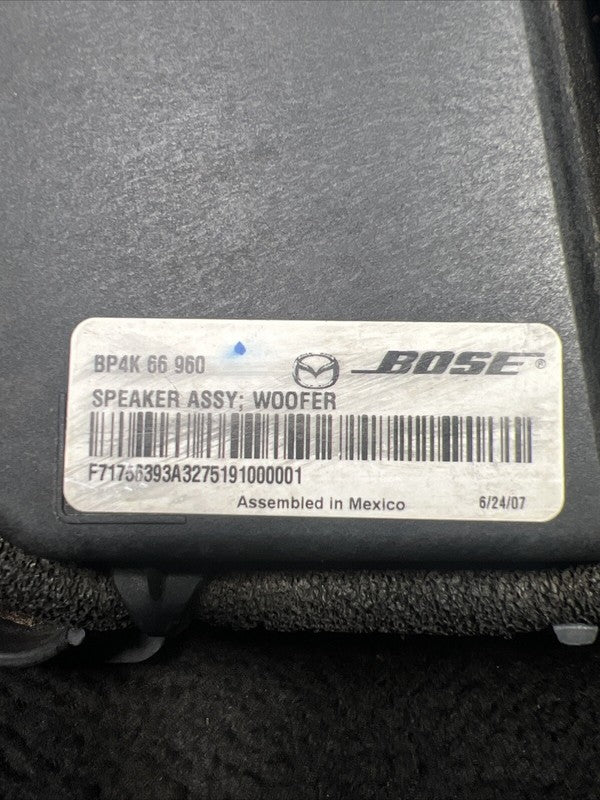 BP4K 66 960
BOSE®
SPEAKER ASSY; WOOFER
F71756393A3275191000001
Assembled in Mexico 6/24/07